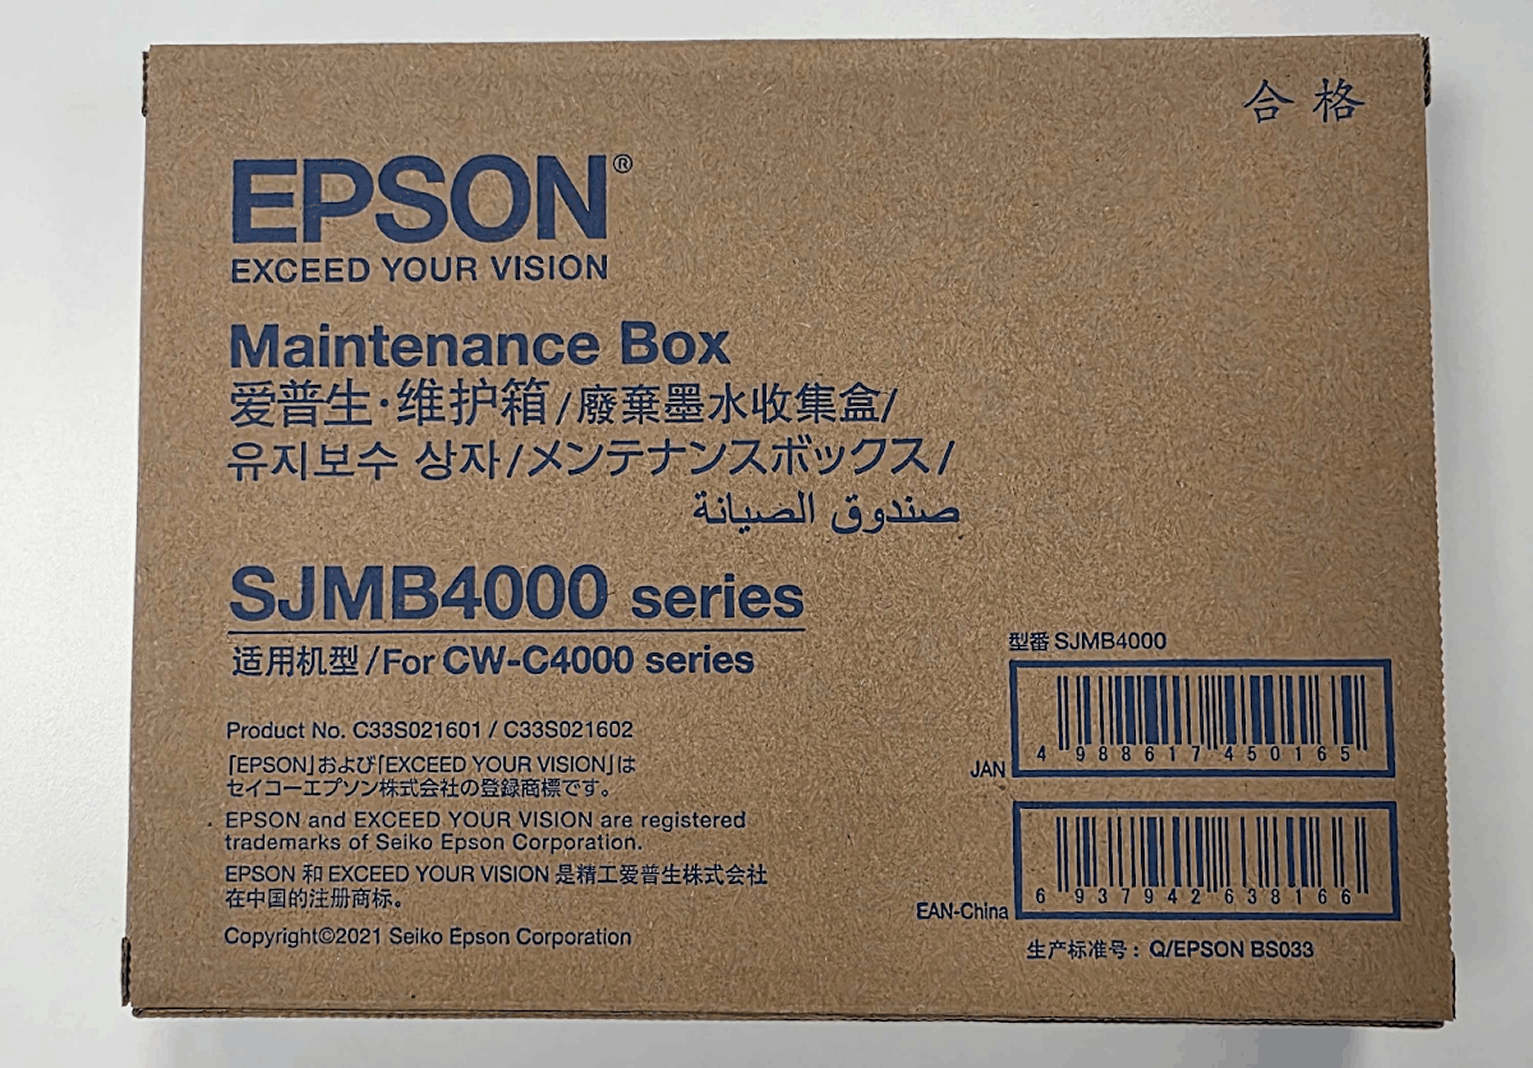 合格
EPSON®
EXCEED YOUR VISION
Maintenance Box
爱普生·维护箱/廢棄墨水收集盒/
유지보수 상자/メンテナンスボックス/
صندوق الصيانة
SJMB4000 series
适用机型/For CW-C4000 series
Product No. C33S021601 / C33S021602
「EPSON」および「EXCEED YOUR VISION」は
セイコーエプソン株式会社の登録商標です。
EPSON and EXCEED YOUR VISION are registered
trademarks of Seiko Epson Corporation.
EPSON 和 EXCEED YOUR VISION 是精工爱普生株式会社
在中国的注册商标。
Copyright©2021 Seiko Epson Corporation
型番 SJMB4000
4 988617 450165
JAN
6 937942 638166
EAN-China
生产标准号：Q/EPSON BS033